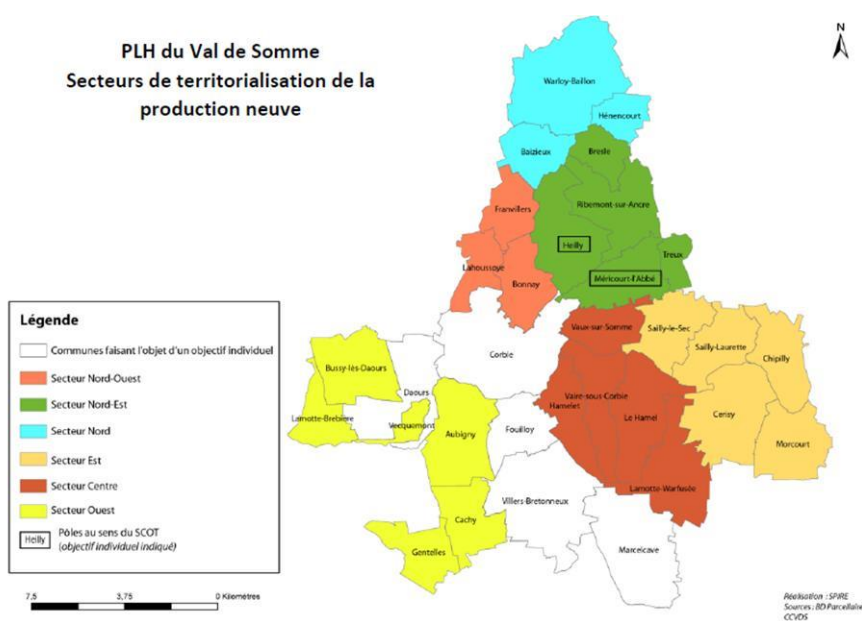 PLH du Val de Somme
Secteurs de territorialisation de la
production neuve
N
Warloy-Baillon
Hénencourt
Baizieux
Bresle
Franvillers
Ribemont-sur-Ancre
Heilly
Treux
Lahoussoye
Méricourt-l'Abbé
Bonnay
Vaux-sur-Somme
Sailly-le-Sec
Sailly-Laurette
Chipilly
Corbie
Bussy-lès-Daours
Daours
Vaire-sous-Corbie
Hamelet
Le Hamel
Cerisy
Lamotte-Brebière
Vecquemont
Aubigny
Fouilloy
Morcourt
Lamotte-Warfusée
Villers-Bretonneux
Cachy
Marcelcave
Gentelles
Légende
Communes faisant l'objet d'un objectif individuel
Secteur Nord-Ouest
Secteur Nord-Est
Secteur Nord
Secteur Est
Secteur Centre
Secteur Ouest
Heilly
Pôles au sens du SCOT
(objectif individuel indiqué)
7,5 3,75 0 Kilomètres
Réalisation : SPIRE
Sources : BD Parcellaire
CCVDS